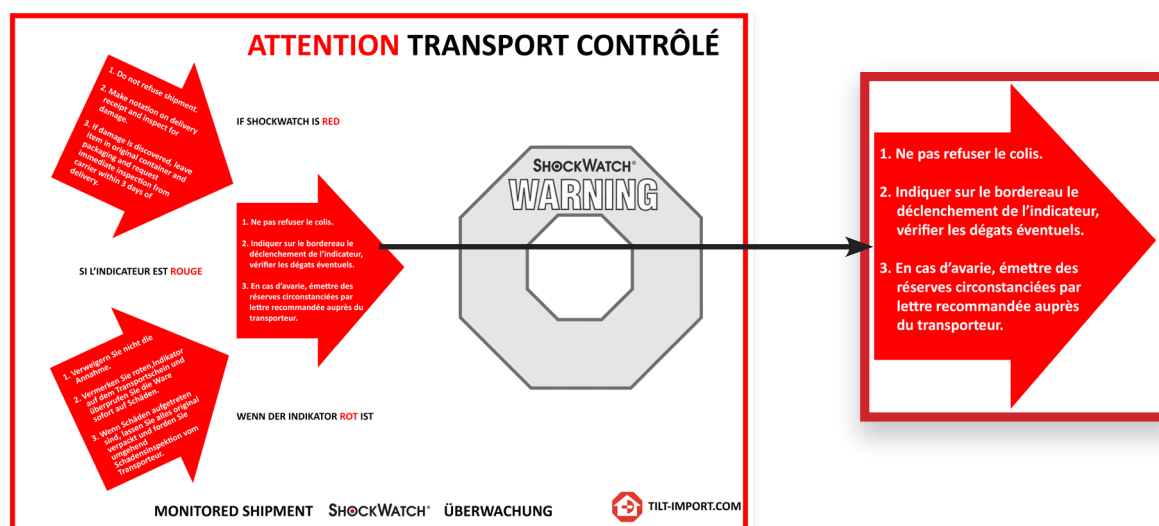 ATTENTION TRANSPORT CONTRÔLÉ
1. Do not refuse shipment.
2. Make notation on delivery
receipt and inspect for
damage.
3. If damage is discovered, leave
item in original container and
packaging and request
immediate inspection from
carrier within 3 days of
delivery.
IF SHOCKWATCH IS RED
SHOCKWATCH®
WARNING
1. Ne pas refuser le colis.
2. Indiquer sur le bordereau le
déclenchement de l'indicateur,
vérifier les dégats éventuels.
3. En cas d'avarie, émettre des
réserves circonstanciées par
lettre recommandée auprès du
transporteur.
SI L'INDICATEUR EST ROUGE
1. Verweigern Sie nicht die
Annahme.
2. Vermerken Sie roten,Indikator
auf dem Transportschein und
überprufen Sie die Ware
sofort auf Schäden.
3. Wenn Schäden aufgetreten
sind, lassen Sie alles original
verpackt und forden Sie
umgehend
Schadensinspektion vom
Transporteur.
WENN DER INDIKATOR ROT IST
MONITORED SHIPMENT SHOCKWATCH® ÜBERWACHUNG
TILT-IMPORT.COM
1. Ne pas refuser le colis.
2. Indiquer sur le bordereau le
déclenchement de l'indicateur,
vérifier les dégats éventuels.
3. En cas d'avarie, émettre des
réserves circonstanciées par
lettre recommandée auprès
du transporteur.